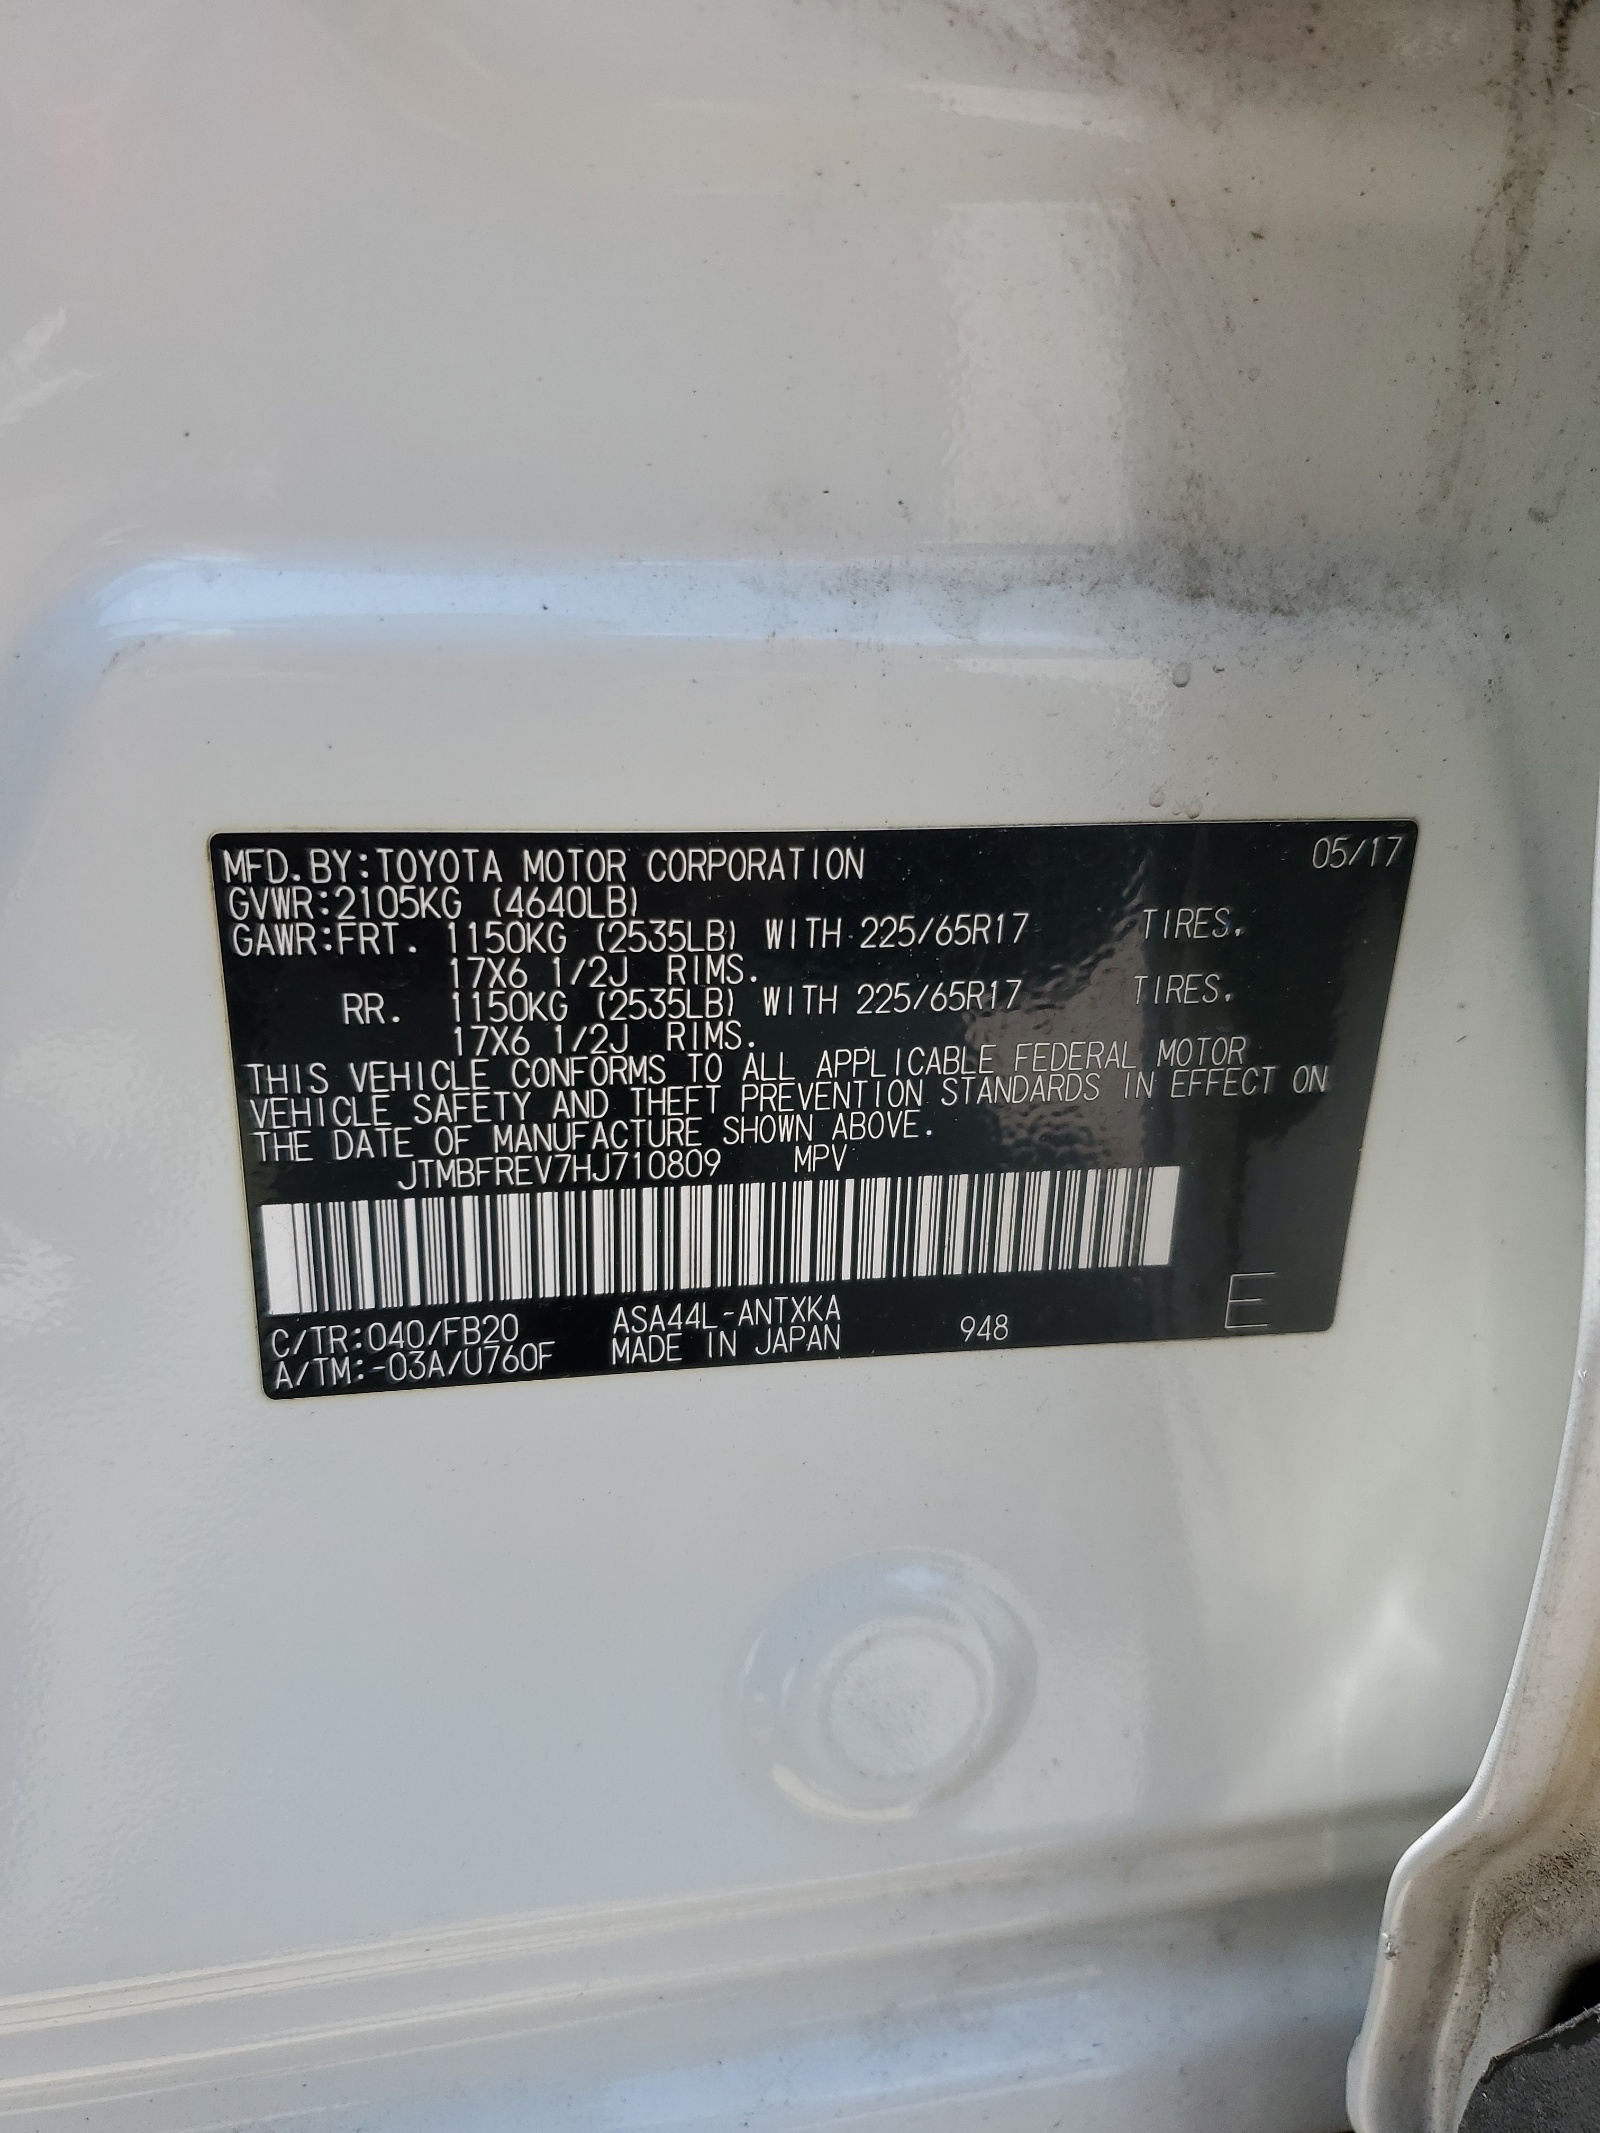 05/17
MFD.BY:TOYOTA MOTOR CORPORATION
GVWR:2105KG (4640LB)
GAWR:FRT. 1150KG (2535LB) WITH 225/65R17 TIRES.
17X6 1/2J RIMS.
RR. 1150KG (2535LB) WITH 225/65R17 TIRES.
17X6 1/2J RIMS.
THIS VEHICLE CONFORMS TO ALL APPLICABLE FEDERAL MOTOR
VEHICLE SAFETY AND THEFT PREVENTION STANDARDS IN EFFECT ON
THE DATE OF MANUFACTURE SHOWN ABOVE.
JTMBFREV7HJ710809 MPV
C/TR:040/FB20 ASA44L-ANTXKA
A/TM:-03A/U760F MADE IN JAPAN 948 E